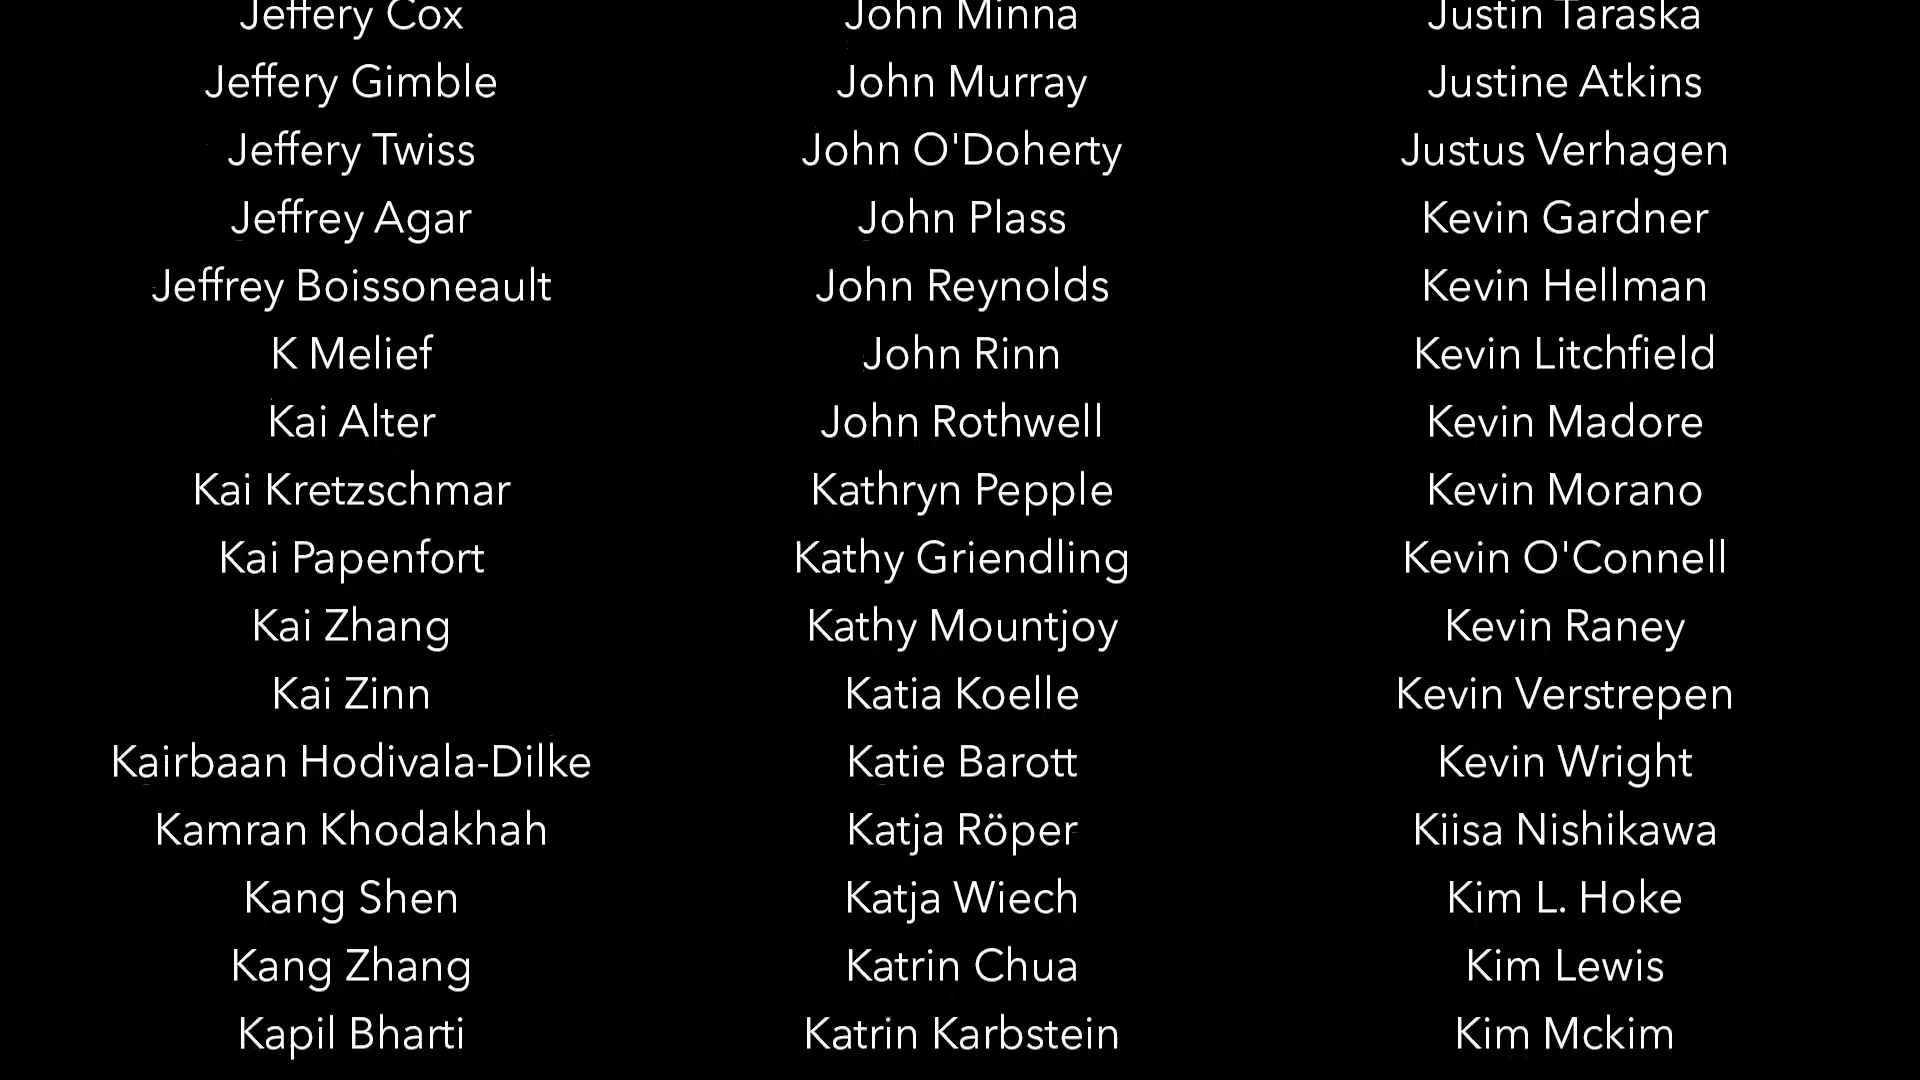 Jeffery Cox
Jeffery Gimble
Jeffery Twiss
Jeffrey Agar
Jeffrey Boissoneault
K Melief
Kai Alter
Kai Kretzschmar
Kai Papenfort
Kai Zhang
Kai Zinn
Kairbaan Hodivala-Dilke
Kamran Khodakhah
Kang Shen
Kang Zhang
Kapil Bharti
John Minna
John Murray
John O'Doherty
John Plass
John Reynolds
John Rinn
John Rothwell
Kathryn Pepple
Kathy Griendling
Kathy Mountjoy
Katia Koelle
Katie Barott
Katja Röper
Katja Wiech
Katrin Chua
Katrin Karbstein
Justin Taraska
Justine Atkins
Justus Verhagen
Kevin Gardner
Kevin Hellman
Kevin Litchfield
Kevin Madore
Kevin Morano
Kevin O'Connell
Kevin Raney
Kevin Verstrepen
Kevin Wright
Kiisa Nishikawa
Kim L. Hoke
Kim Lewis
Kim Mckim